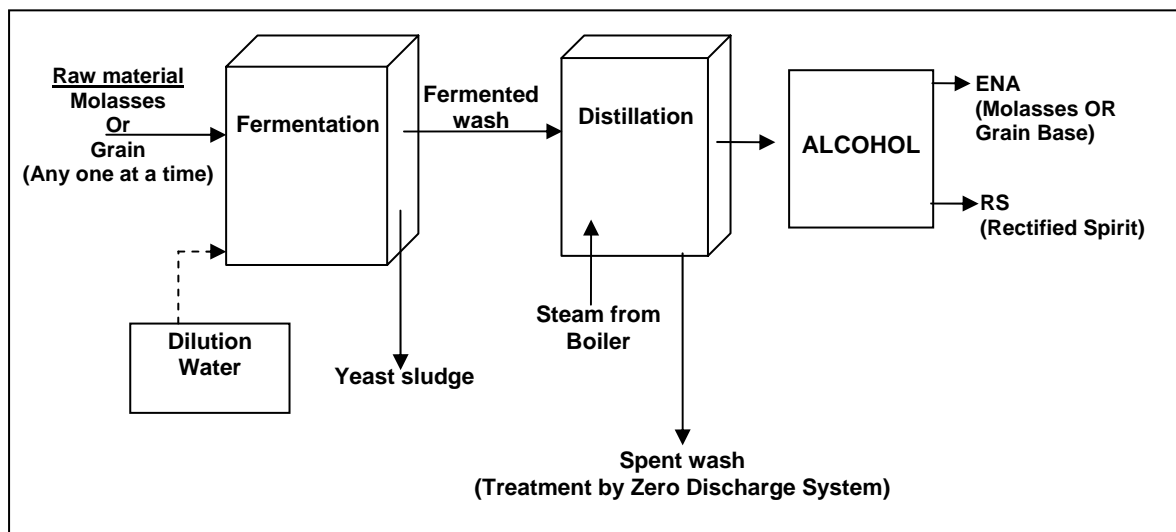 Raw material
Molasses
Or
Grain
(Any one at a time)
Fermentation
Fermented
wash
Distillation
ALCOHOL
ENA
(Molasses OR
Grain Base)
RS
(Rectified Spirit)
Dilution
Water
Yeast sludge
Steam from
Boiler
Spent wash
(Treatment by Zero Discharge System)